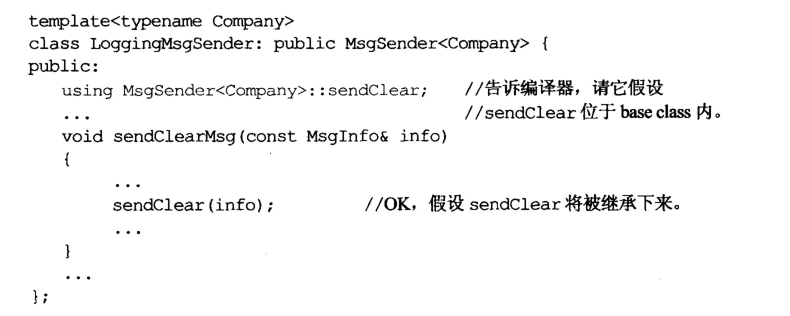 template<typename Company>
class LoggingMsgSender: public MsgSender<Company> {
public:
using MsgSender<Company>::sendClear; //告诉编译器，请它假设
... //sendClear 位于 base class 内。
void sendClearMsg(const MsgInfo& info)
{
...
sendClear(info); //OK，假设 sendClear 将被继承下来。
...
}
...
};